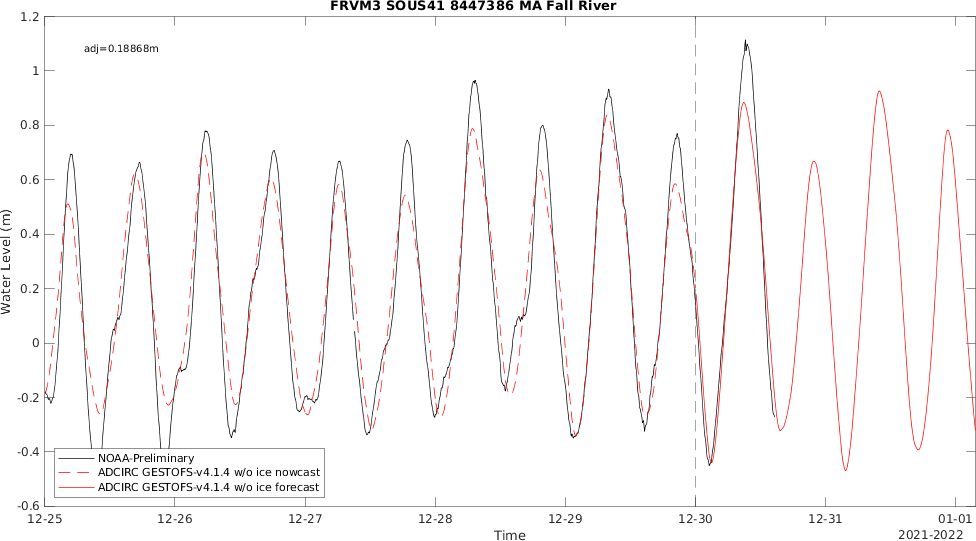 FRVM3 SOUS41 8447386 MA Fall River
1.2
adj=0.18868m
1
0.8
0.6
0.4
0.2
0
-0.2
-0.4
-0.6
Water Level (m)
NOAA-Preliminary
ADCIRC GESTOFS-v4.1.4 w/o ice nowcast
ADCIRC GESTOFS-v4.1.4 w/o ice forecast
12-25 12-26 12-27 12-28 12-29 12-30 12-31 01-01
Time
2021-2022